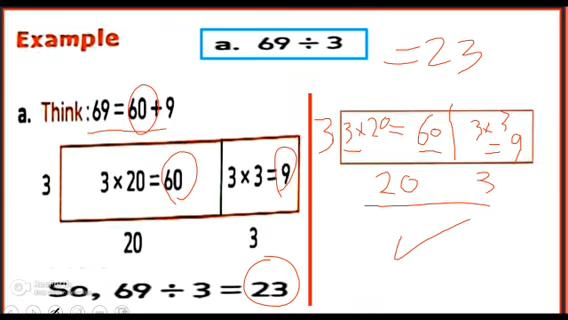 Example
a. 69 ÷ 3
= 23
a. Think: 69 = 60 + 9
3
3 × 20 = 60
3 × 3 = 9
20
3
So, 69 ÷ 3 = 23
3
3 × 20 = 60
3 × 3 = 9
20 3